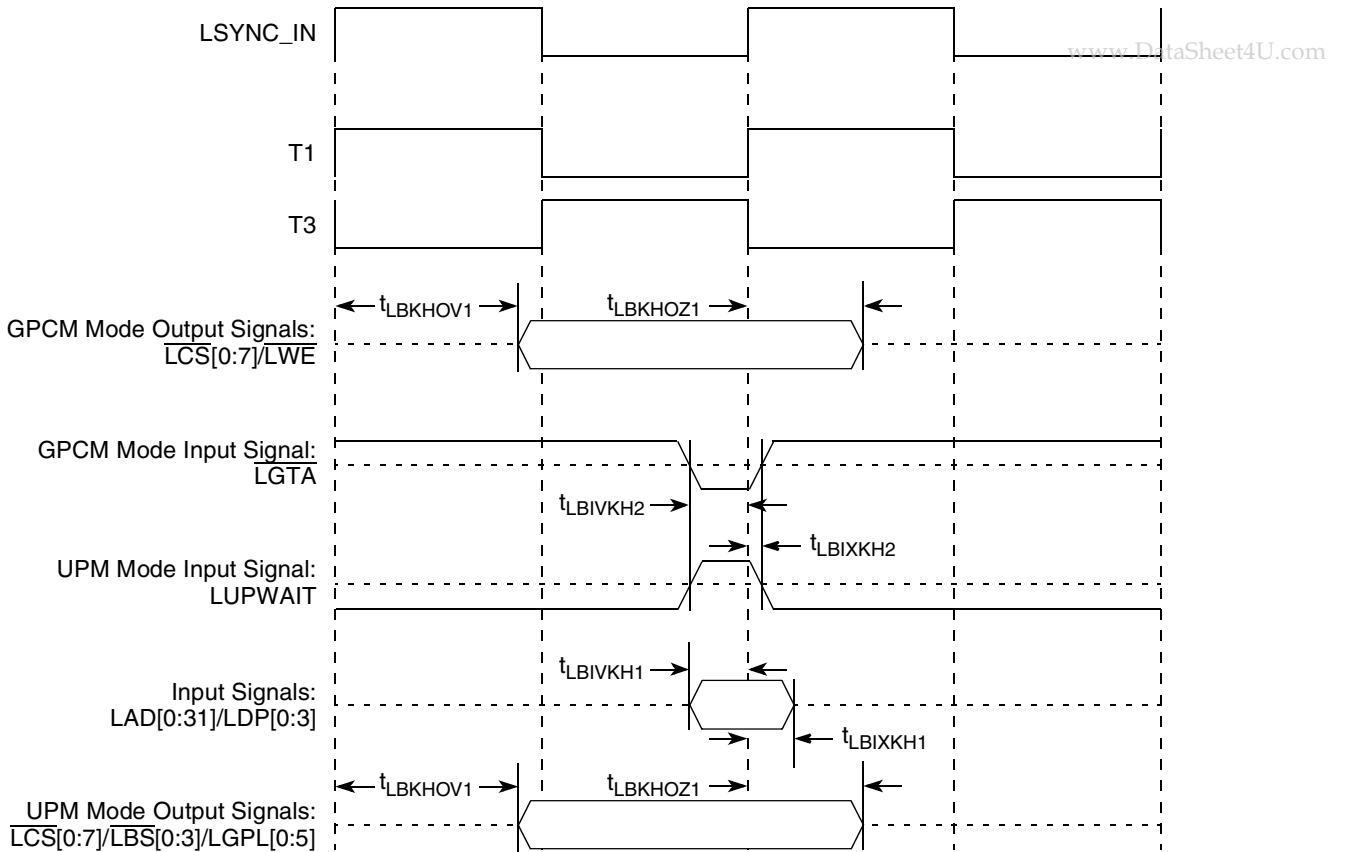 LSYNC_IN
www.DataSheet4U.com
T1
T3
tLBKHOV1
tLBKHOZ1
GPCM Mode Output Signals:
LCS[0:7]/LWE
GPCM Mode Input Signal:
LGTA
tLBIVKH2
tLBIXKH2
UPM Mode Input Signal:
LUPWAIT
tLBIVKH1
Input Signals:
LAD[0:31]/LDP[0:3]
tLBIXKH1
tLBKHOV1
tLBKHOZ1
UPM Mode Output Signals:
LCS[0:7]/LBS[0:3]/LGPL[0:5]